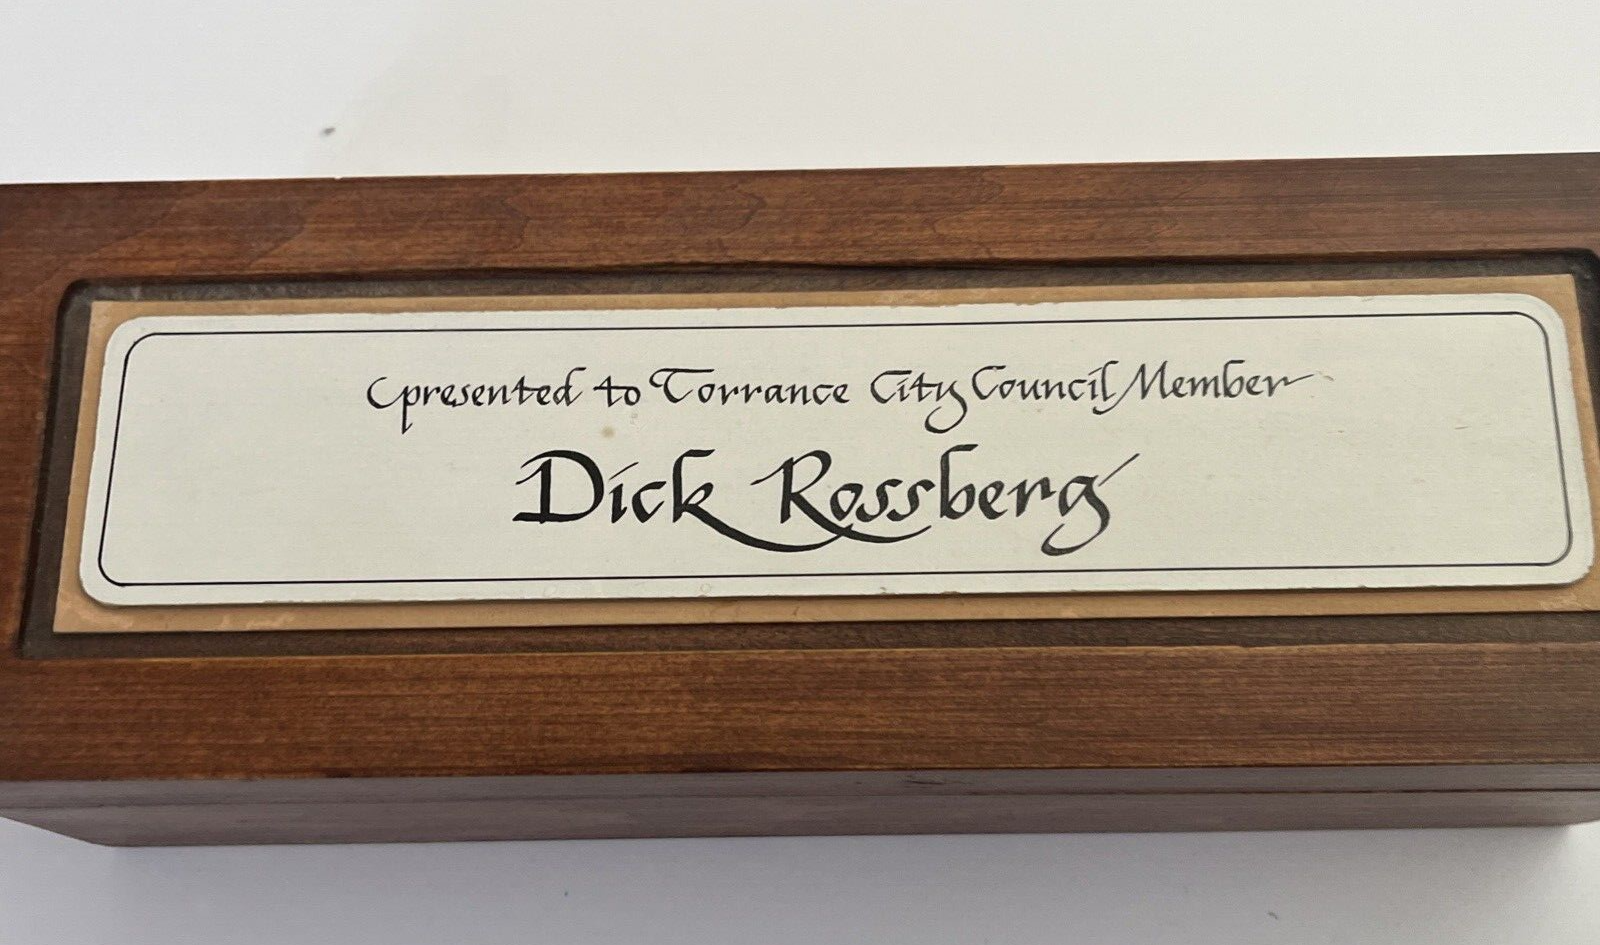 presented to Torrance City Council Member
Dick Rossberg